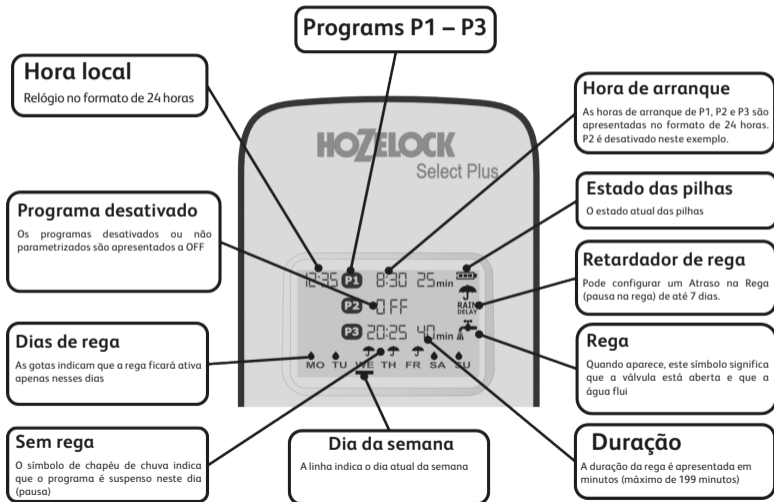 Programs P1 – P3
Hora local
Relógio no formato de 24 horas
Hora de arranque
As horas de arranque de P1, P2 e P3 são
apresentadas no formato de 24 horas.
P2 é desativado neste exemplo.
HOZELOCK
Select Plus
Programa desativado
Os programas desativados ou não
parametrizados são apresentados a OFF
Estado das pilhas
O estado atual das pilhas
Retardador de rega
Pode configurar um Atraso na Rega
(pausa na rega) de até 7 dias.
12:35 P1 8:30 25 min
P2 OFF
RAIN
DELAY
P3 20:25 40 min
MO TU WE TH FR SA SU
Dias de rega
As gotas indicam que a rega ficará ativa
apenas nesses dias
Rega
Quando aparece, este símbolo significa
que a válvula está aberta e que a
água flui
Sem rega
O símbolo de chapéu de chuva indica
que o programa é suspenso neste dia
(pausa)
Dia da semana
A linha indica o dia atual da semana
Duração
A duração da rega é apresentada em
minutos (máximo de 199 minutos)